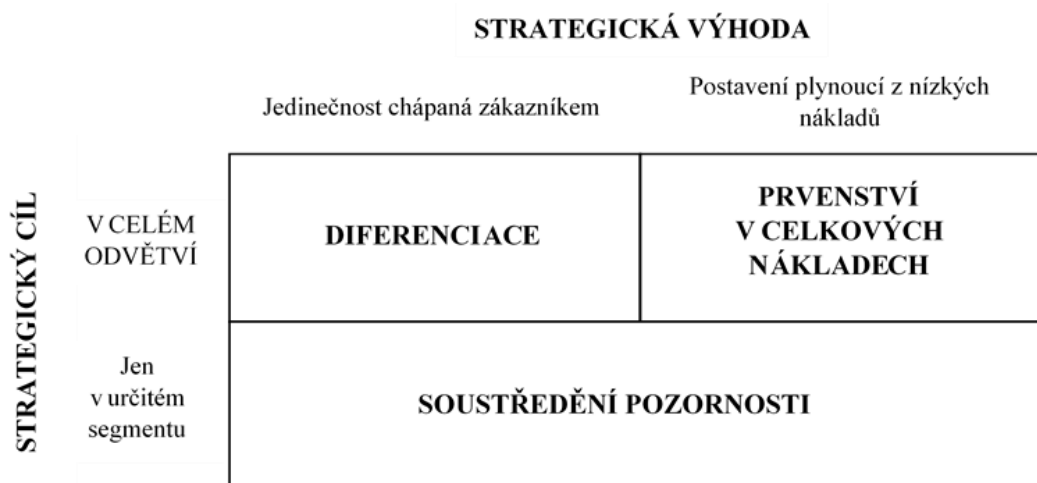 STRATEGICKÁ VÝHODA
Jedinečnost chápaná zákazníkem
Postavení plynoucí z nízkých
nákladů
STRATEGICKÝ CÍL
V CELÉM
ODVĚTVÍ
DIFERENCIACE
PRVENSTVÍ
V CELKOVÝCH
NÁKLADECH
Jen
v určitém
segmentu
SOUSTŘEDĚNÍ POZORNOSTI